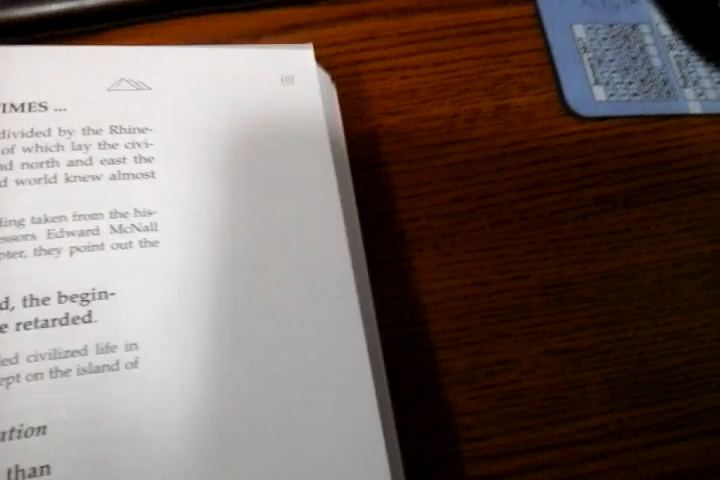 TIMES ...
divided by the Rhine-
of which lay the civi-
nd north and east the
d world knew almost
ding taken from the his-
essors Edward McNall
pter, they point out the
d, the begin-
e retarded.
ed civilized life in
ept on the island of
ation
than